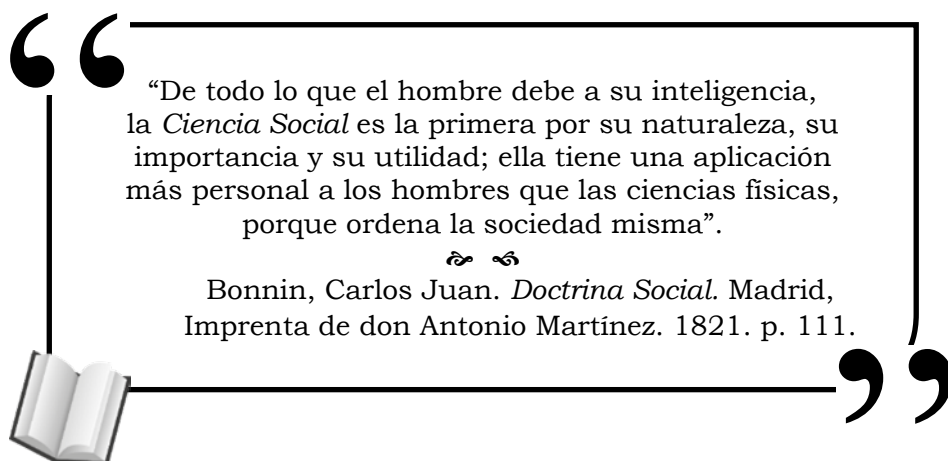 “De todo lo que el hombre debe a su inteligencia,
la Ciencia Social es la primera por su naturaleza, su
importancia y su utilidad; ella tiene una aplicación
más personal a los hombres que las ciencias físicas,
porque ordena la sociedad misma”.
Bonnin, Carlos Juan. Doctrina Social. Madrid,
Imprenta de don Antonio Martínez. 1821. p. 111.